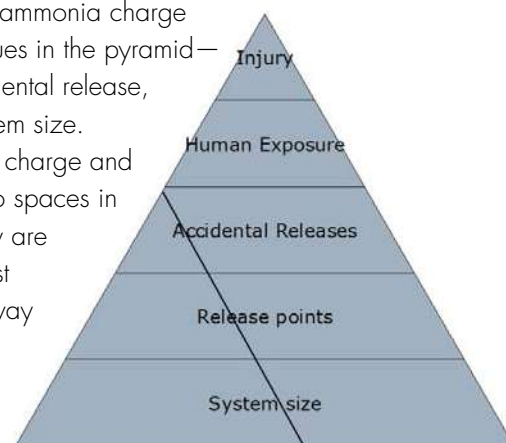 ammonia charge
ues in the pyramid—
ental release,
em size.
charge and
o spaces in
are
st
way
Injury
Human Exposure
Accidental Releases
Release points
System size